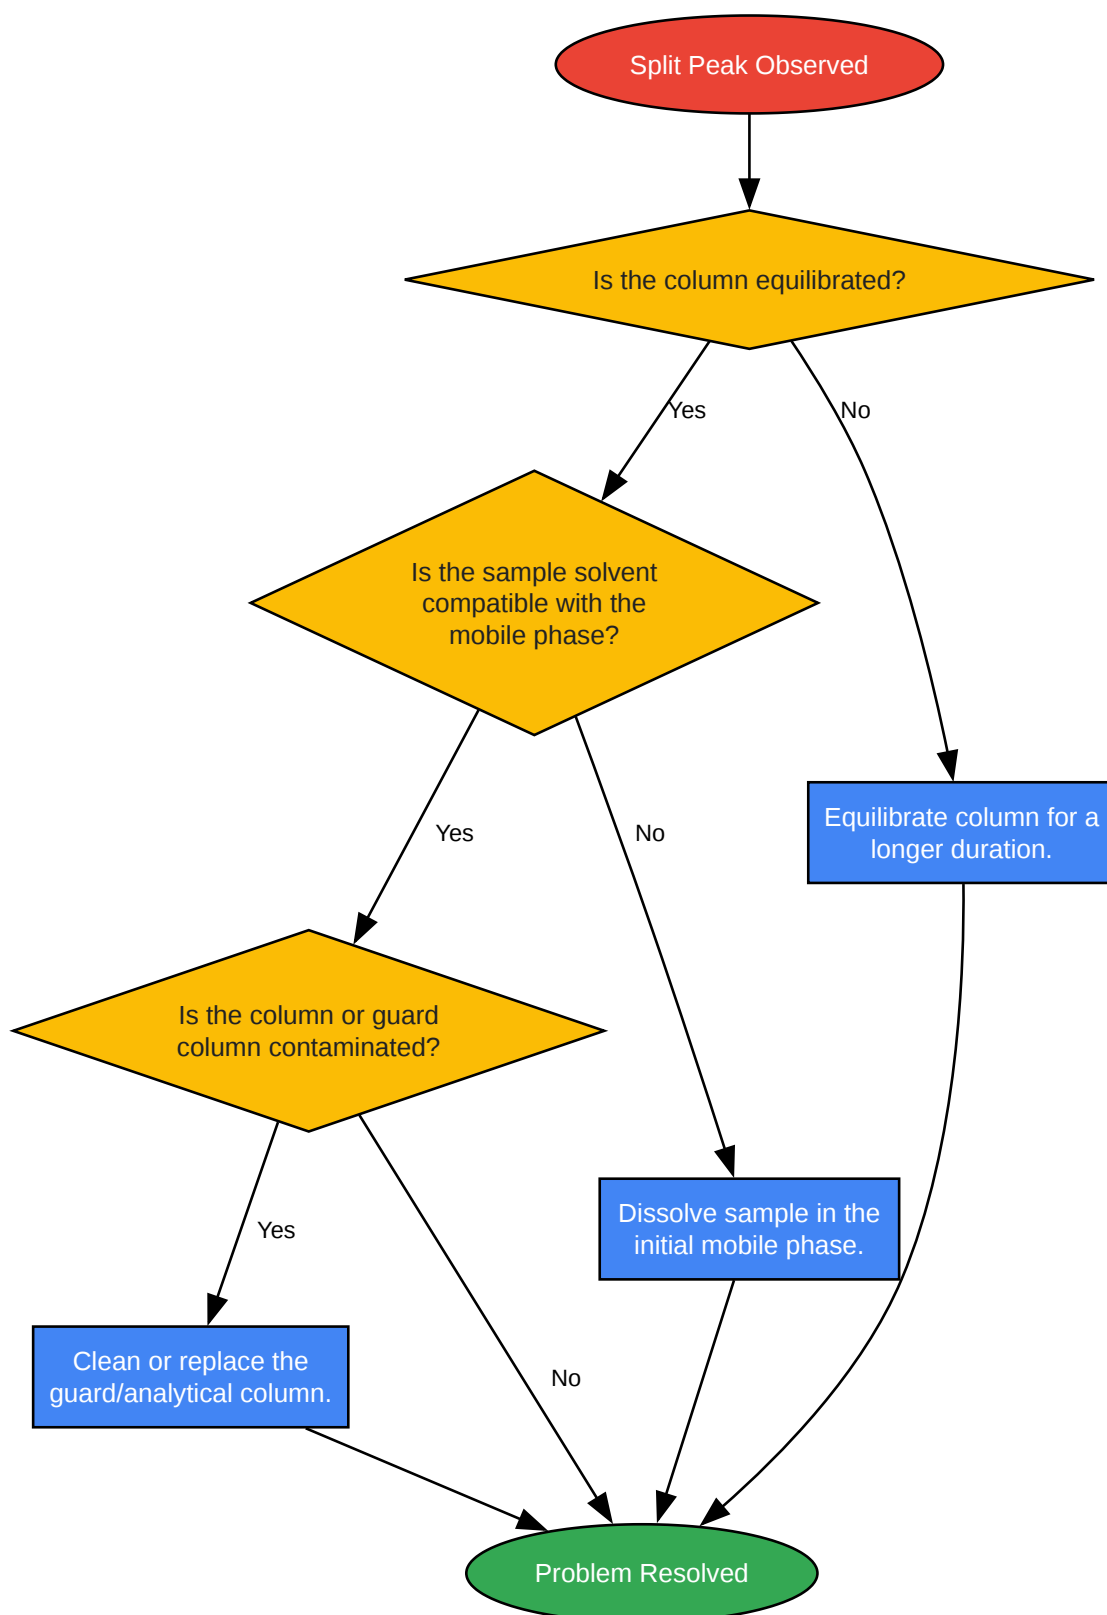 Split Peak Observed
Is the column equilibrated?
Yes
No
Is the sample solvent
compatible with the
mobile phase?
Equilibrate column for a
longer duration.
Yes
No
Is the column or guard
column contaminated?
Dissolve sample in the
initial mobile phase.
Yes
No
Clean or replace the
guard/analytical column.
Problem Resolved